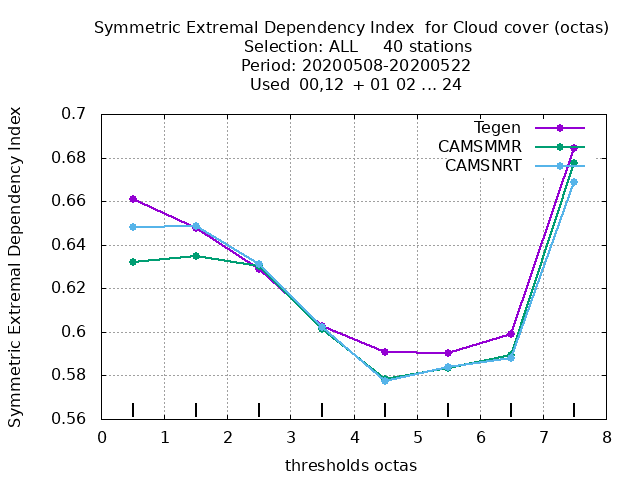 Symmetric Extremal Dependency Index  for Cloud cover (octas)
Selection: ALL     40 stations
Period: 20200508-20200522
Used  00,12  + 01 02 ... 24
Symmetric Extremal Dependency Index
0.7
0.68
0.66
0.64
0.62
0.6
0.58
0.56
Tegen
CAMSMMR
CAMSNRT
0 1 2 3 4 5 6 7 8
thresholds octas